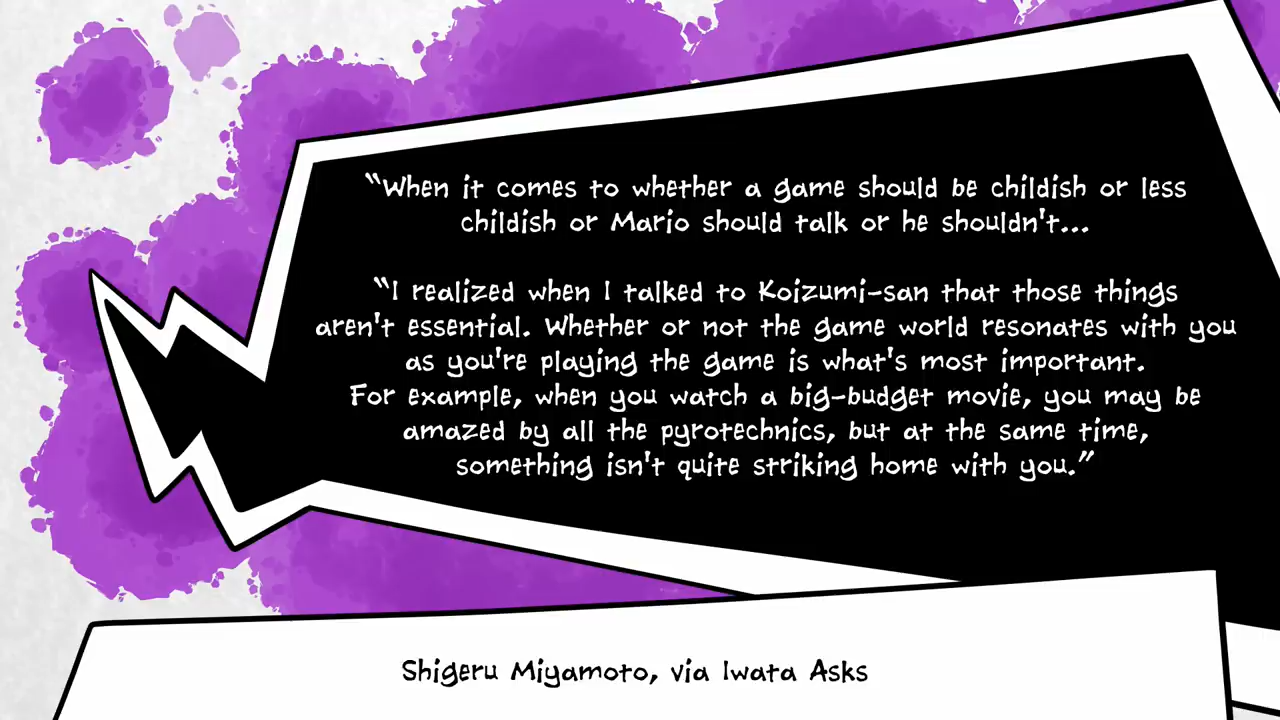 “When it comes to whether a game should be childish or less
childish or Mario should talk or he shouldn't...
“I realized when I talked to Koizumi-san that those things
aren't essential. Whether or not the game world resonates with you
as you're playing the game is what's most important.
For example, when you watch a big-budget movie, you may be
amazed by all the pyrotechnics, but at the same time,
something isn't quite striking home with you.”
Shigeru Miyamoto, via Iwata Asks